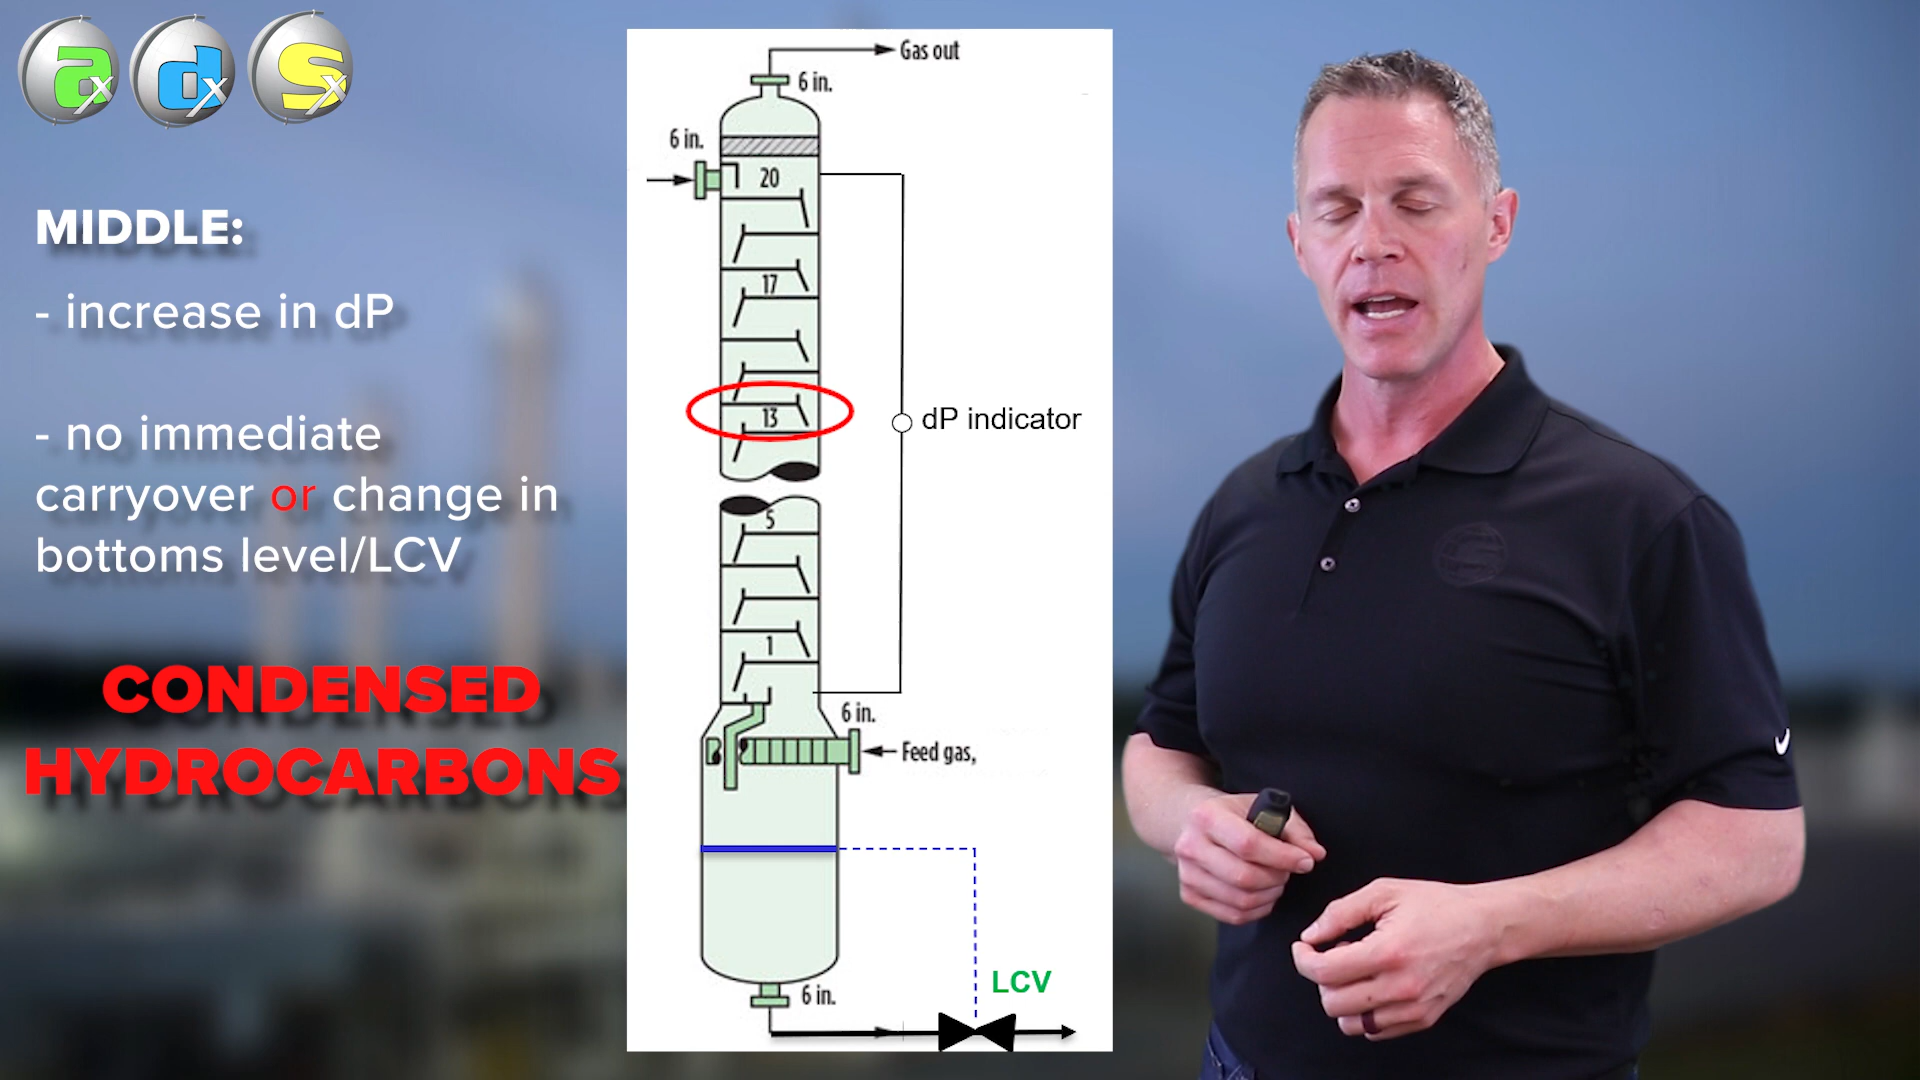 a x d x s x
MIDDLE:
- increase in dP
- no immediate
carryover or change in
bottoms level/LCV
CONDENSED
HYDROCARBONS
Gas out
6 in.
6 in.
20
17
13
dP indicator
5
1
6 in.
Feed gas,
LCV
6 in.